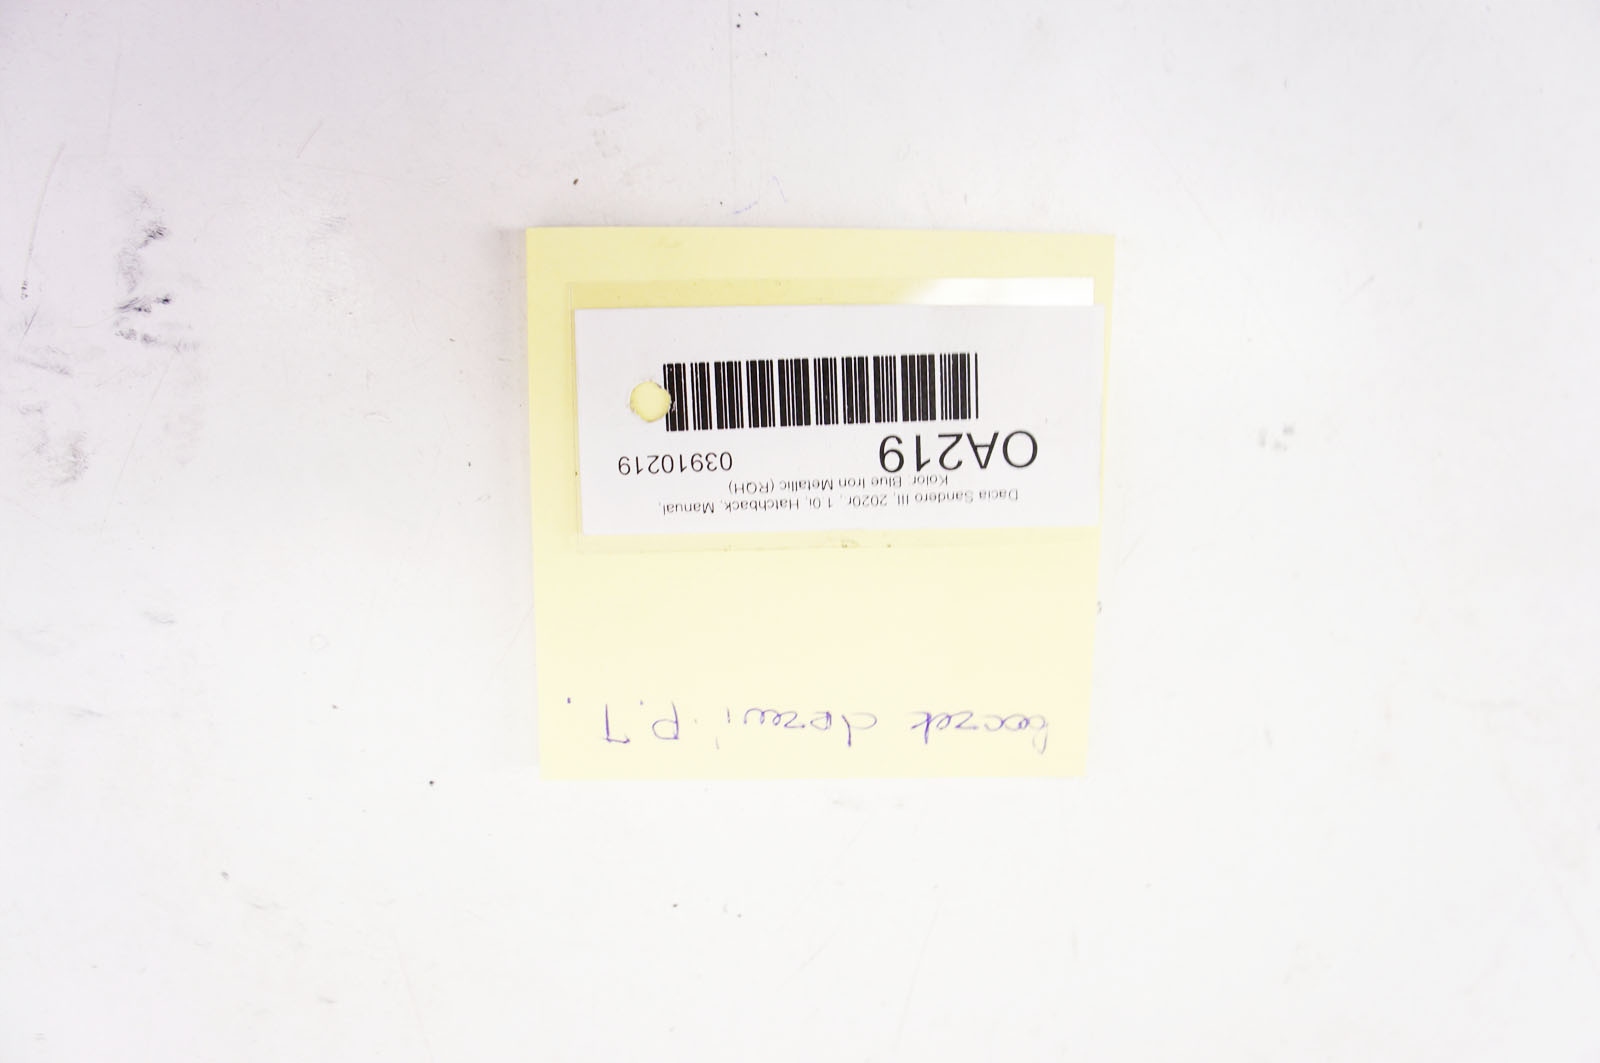 boczek drzwi P.T.
Dacia Sandero III, 2020r., 1.0i, Hatchback, Manual,
Kolor: Blue Iron Metallic (RQH)
OA219 03910219